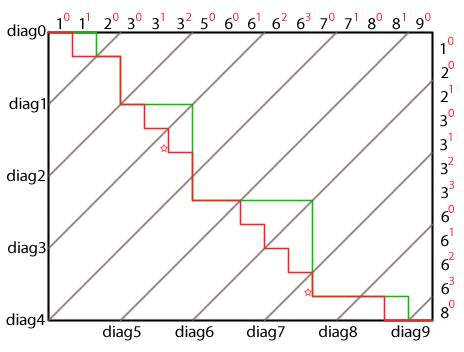 1⁰ 1¹ 2⁰ 3⁰ 3¹ 3² 5⁰ 6⁰ 6¹ 6² 6³ 7⁰ 7¹ 8⁰ 8¹ 9⁰
diag0
diag1
diag2
diag3
diag4
1⁰
2⁰
2¹
3⁰
3¹
3²
3³
6⁰
6¹
6²
6³
8⁰
diag5 diag6 diag7 diag8 diag9